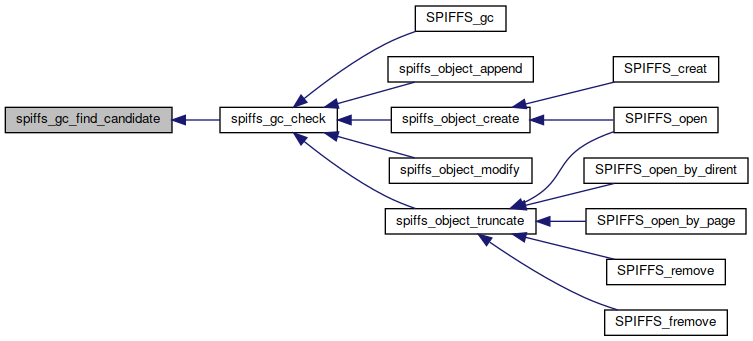 SPIFFS_gc
spiffs_object_append
SPIFFS_creat
spiffs_gc_find_candidate
spiffs_gc_check
spiffs_object_create
SPIFFS_open
spiffs_object_modify
SPIFFS_open_by_dirent
spiffs_object_truncate
SPIFFS_open_by_page
SPIFFS_remove
SPIFFS_fremove